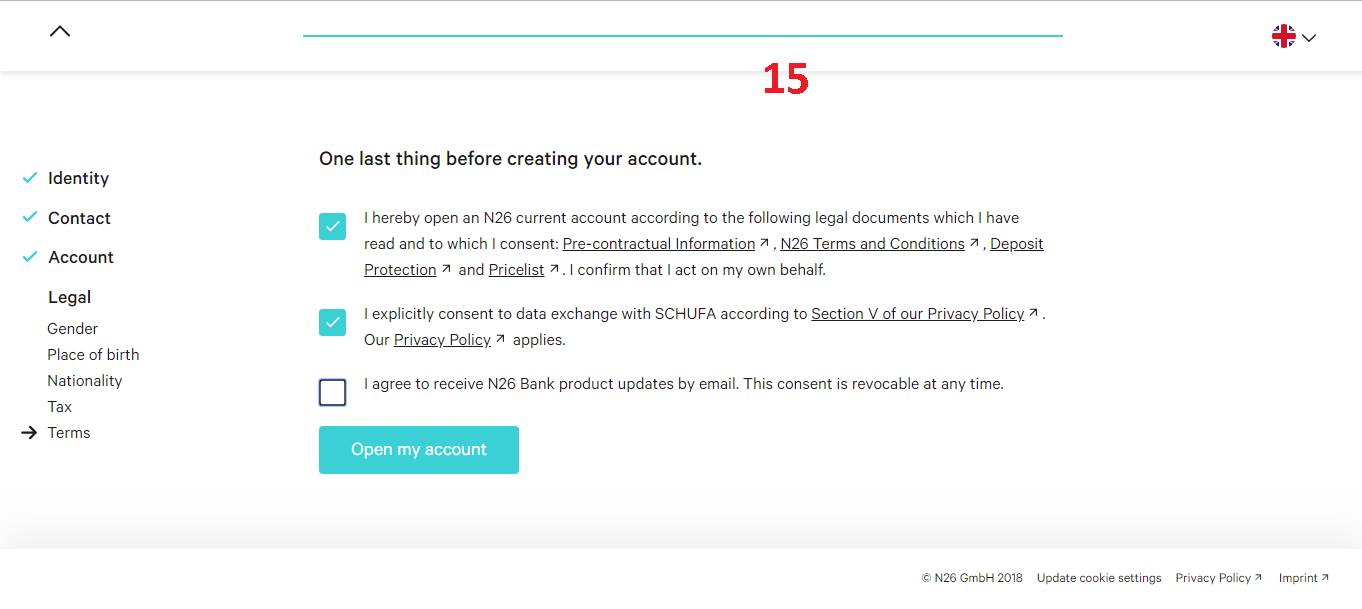 15
One last thing before creating your account.
Identity
Contact
Account
Legal
Gender
Place of birth
Nationality
Tax
Terms
I hereby open an N26 current account according to the following legal documents which I have
read and to which I consent: Pre-contractual Information , N26 Terms and Conditions , Deposit
Protection and Pricelist . I confirm that I act on my own behalf.
I explicitly consent to data exchange with SCHUFA according to Section V of our Privacy Policy .
Our Privacy Policy applies.
I agree to receive N26 Bank product updates by email. This consent is revocable at any time.
Open my account
© N26 GmbH 2018 Update cookie settings Privacy Policy Imprint